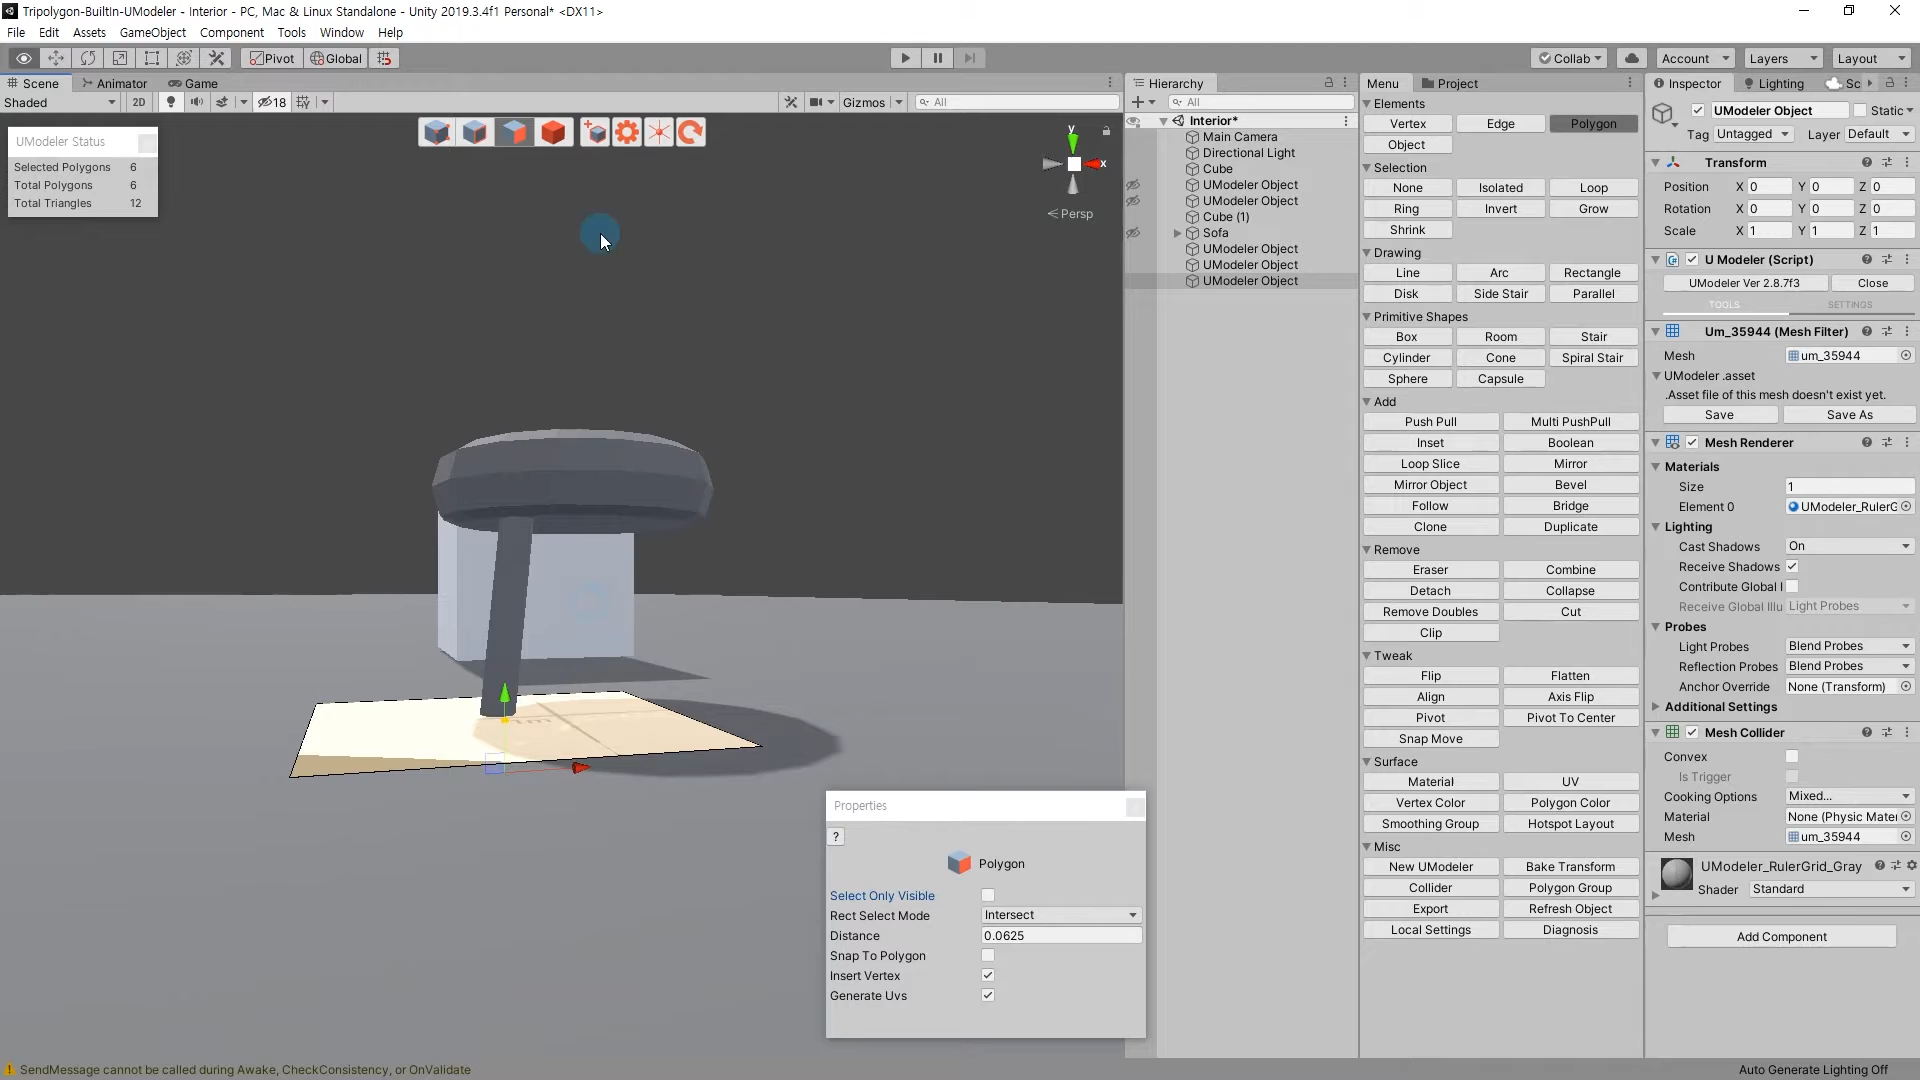 Tripolygon-BuiltIn-UModeler - Interior - PC, Mac & Linux Standalone - Unity 2019.3.4f1 Personal* <DX11>
File Edit Assets GameObject Component Tools Window Help
Pivot Global Collab Account Layers Layout
Scene Animator Game
Shaded 2D 18 Gizmos All
UModeler Status
Selected Polygons 6
Total Polygons 6
Total Triangles 12
y
x
Persp
1m
Properties
?
Polygon
Select Only Visible
Rect Select Mode Intersect
Distance 0.0625
Snap To Polygon
Insert Vertex
Generate Uvs
Hierarchy
All
Interior*
Main Camera
Directional Light
Cube
UModeler Object
UModeler Object
Cube (1)
Sofa
UModeler Object
UModeler Object
UModeler Object
Menu Project
Elements
Vertex Edge Polygon
Object
Selection
None Isolated Loop
Ring Invert Grow
Shrink
Drawing
Line Arc Rectangle
Disk Side Stair Parallel
Primitive Shapes
Box Room Stair
Cylinder Cone Spiral Stair
Sphere Capsule
Add
Push Pull Multi PushPull
Inset Boolean
Loop Slice Mirror
Mirror Object Bevel
Follow Bridge
Clone Duplicate
Remove
Eraser Combine
Detach Collapse
Remove Doubles Cut
Clip
Tweak
Flip Flatten
Align Axis Flip
Pivot Pivot To Center
Snap Move
Surface
Material UV
Vertex Color Polygon Color
Smoothing Group Hotspot Layout
Misc
New UModeler Bake Transform
Collider Polygon Group
Export Refresh Object
Local Settings Diagnosis
Inspector Lighting Sc
UModeler Object Static
Tag Untagged Layer Default
Transform
Position X 0 Y 0 Z 0
Rotation X 0 Y 0 Z 0
Scale X 1 Y 1 Z 1
U Modeler (Script)
UModeler Ver 2.8.7f3 Close
TOOLS SETTINGS
Um_35944 (Mesh Filter)
Mesh um_35944
UModeler .asset
.Asset file of this mesh doesn't exist yet.
Save Save As
Mesh Renderer
Materials
Size 1
Element 0 UModeler_RulerG
Lighting
Cast Shadows On
Receive Shadows
Contribute Global I
Receive Global Illu Light Probes
Probes
Light Probes Blend Probes
Reflection Probes Blend Probes
Anchor Override None (Transform)
Additional Settings
Mesh Collider
Convex
Is Trigger
Cooking Options Mixed...
Material None (Physic Mater
Mesh um_35944
UModeler_RulerGrid_Gray
Shader Standard
Add Component
SendMessage cannot be called during Awake, CheckConsistency, or OnValidate
Auto Generate Lighting Off